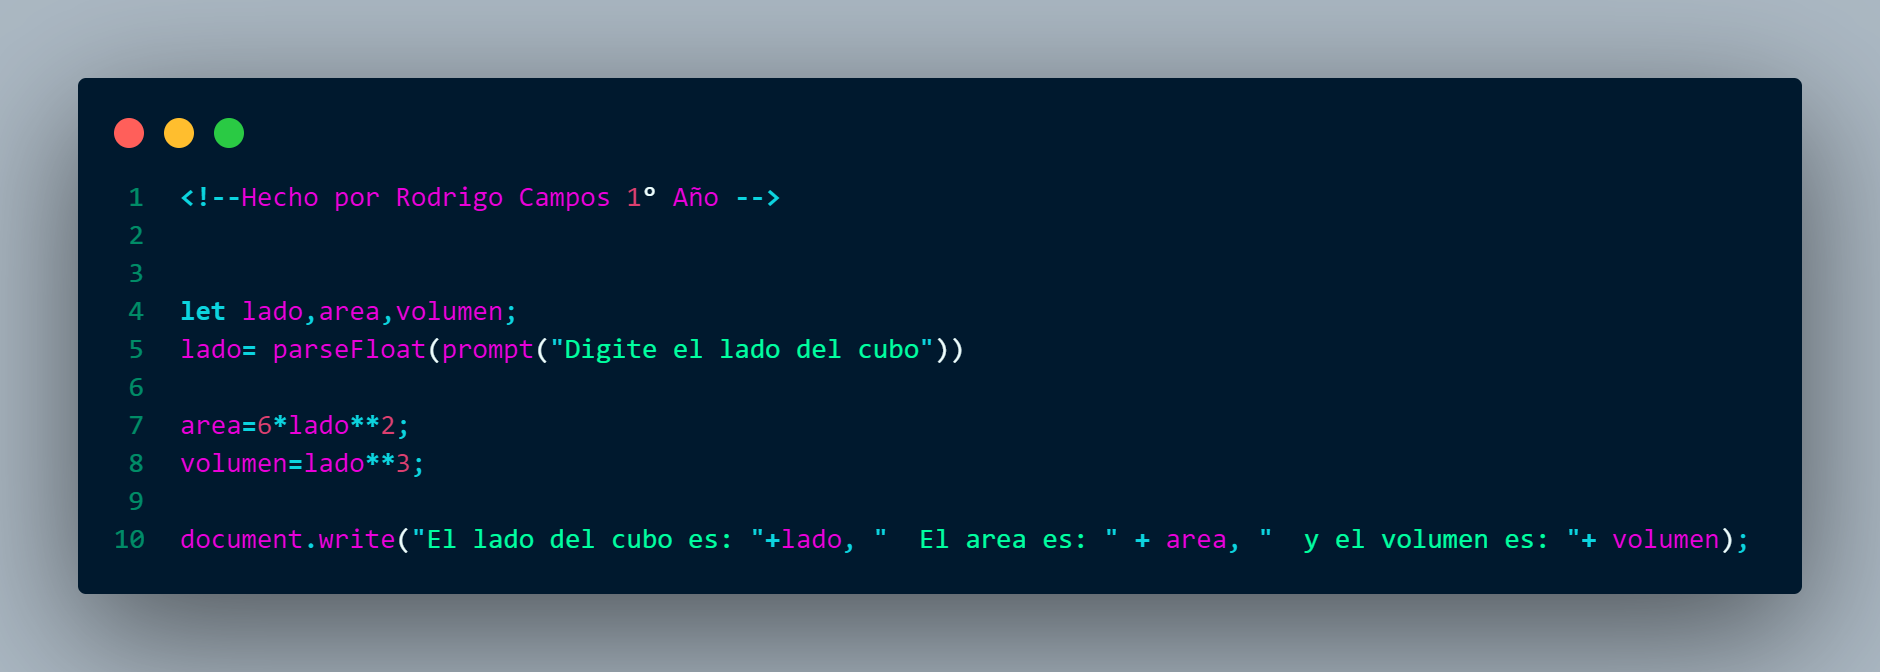 1 <!--Hecho por Rodrigo Campos 1º Año -->
2
3
4 let lado,area,volumen;
5 lado= parseFloat(prompt("Digite el lado del cubo"))
6
7 area=6*lado**2;
8 volumen=lado**3;
9
10 document.write("El lado del cubo es: "+lado, "  El area es: " + area, "  y el volumen es: "+ volumen);